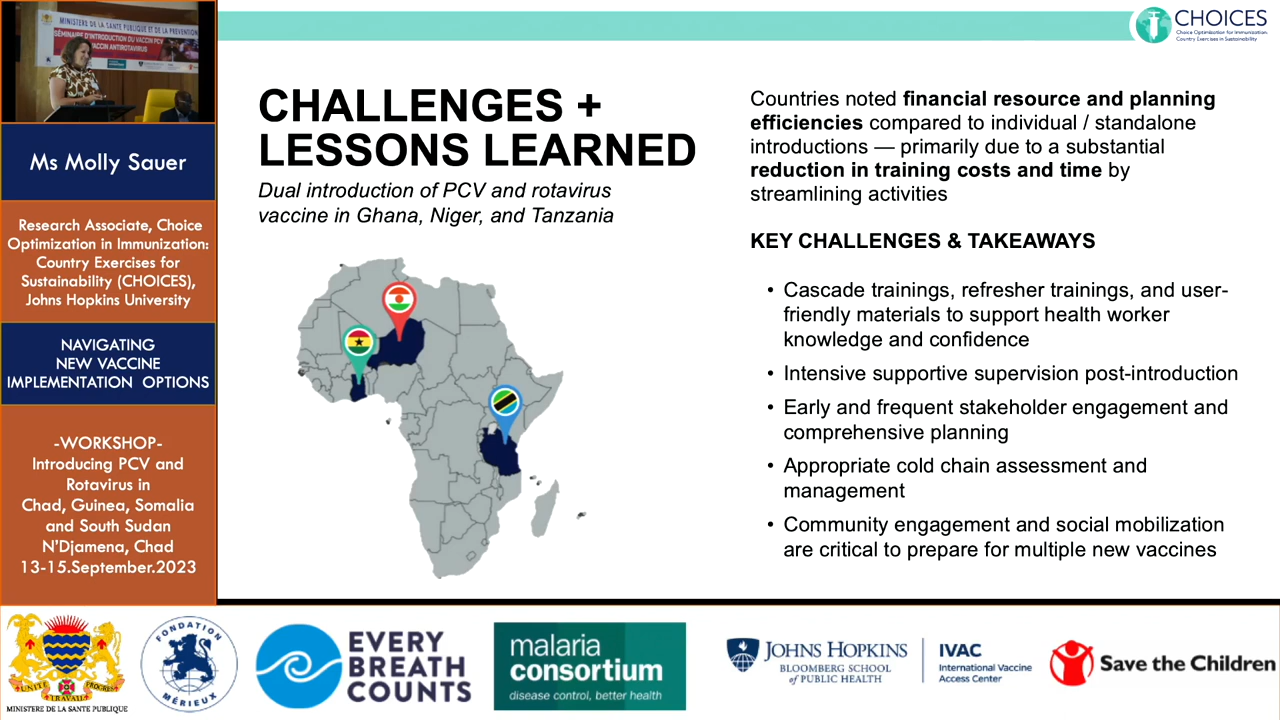 MINISTERE DE LA SANTE PUBLIQUE ET DE LA PREVENTION
SÉMINAIRE D'INTRODUCTION DU VACCIN PCV
VACCIN ANTIROTAVIRUS
Ms Molly Sauer
Research Associate, Choice
Optimization in Immunization:
Country Exercises for
Sustainability (CHOICES),
Johns Hopkins University
NAVIGATING
NEW VACCINE
IMPLEMENTATION OPTIONS
-WORKSHOP-
Introducing PCV and
Rotavirus in
Chad, Guinea, Somalia
and South Sudan
N'Djamena, Chad
13-15.September.2023
CHOICES
Choice Optimization for Immunization:
Country Exercises in Sustainability
CHALLENGES +
LESSONS LEARNED
Dual introduction of PCV and rotavirus
vaccine in Ghana, Niger, and Tanzania
Countries noted financial resource and planning
efficiencies compared to individual / standalone
introductions — primarily due to a substantial
reduction in training costs and time by
streamlining activities
KEY CHALLENGES & TAKEAWAYS
• Cascade trainings, refresher trainings, and user-
friendly materials to support health worker
knowledge and confidence
• Intensive supportive supervision post-introduction
• Early and frequent stakeholder engagement and
comprehensive planning
• Appropriate cold chain assessment and
management
• Community engagement and social mobilization
are critical to prepare for multiple new vaccines
UNITE TRAVAIL PROGRES
MINISTERE DE LA SANTE PUBLIQUE
FONDATION
MÉRIEUX
EVERY
BREATH
COUNTS
malaria
consortium
disease control, better health
JOHNS HOPKINS
BLOOMBERG SCHOOL
of PUBLIC HEALTH
IVAC
International Vaccine
Access Center
Save the Children